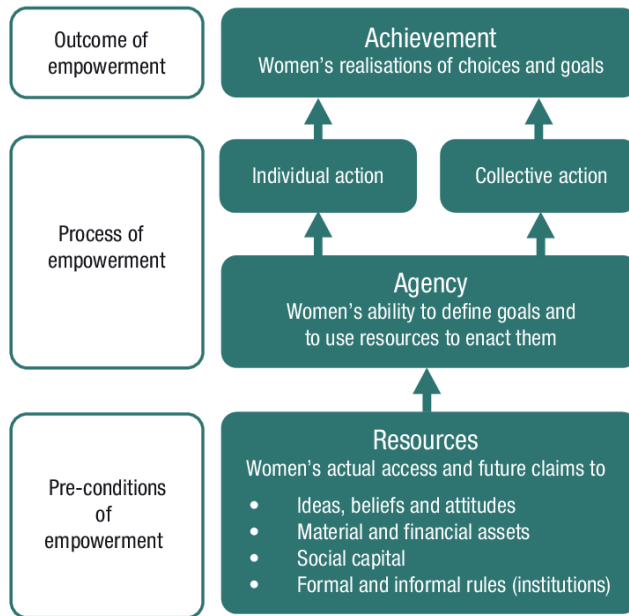 Outcome of
empowerment
Achievement
Women's realisations of choices and goals
Process of
empowerment
Individual action
Collective action
Agency
Women's ability to define goals and
to use resources to enact them
Pre-conditions
of
empowerment
Resources
Women's actual access and future claims to
• Ideas, beliefs and attitudes
• Material and financial assets
• Social capital
• Formal and informal rules (institutions)